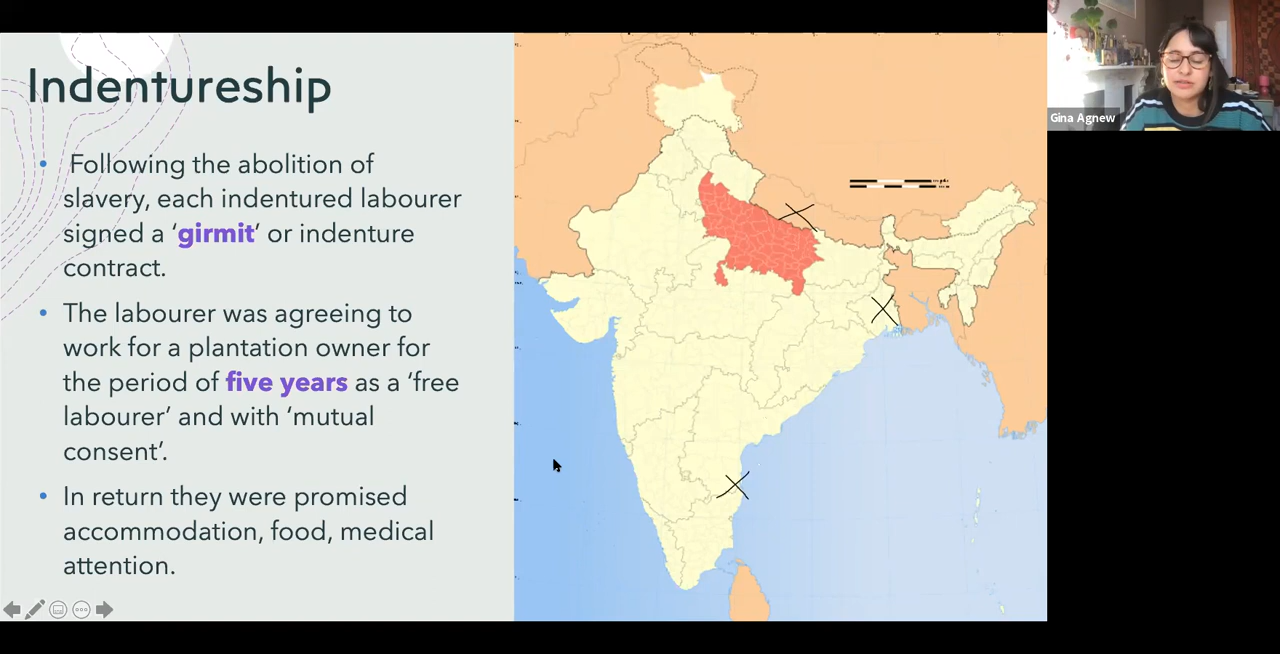 Indentureship
• Following the abolition of
slavery, each indentured labourer
signed a ‘girmit’ or indenture
contract.
• The labourer was agreeing to
work for a plantation owner for
the period of five years as a ‘free
labourer’ and with ‘mutual
consent’.
• In return they were promised
accommodation, food, medical
attention.
Gina Agnew